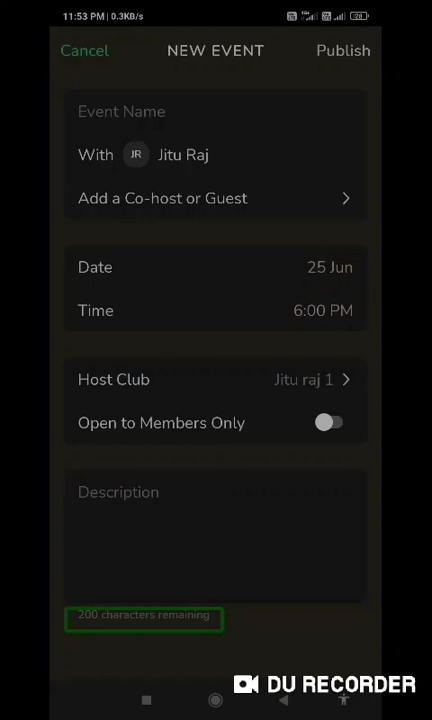 11:53 PM | 0.3KB/s
Cancel NEW EVENT Publish
Event Name
With JR Jitu Raj
Add a Co-host or Guest
Date 25 Jun
Time 6:00 PM
Host Club Jitu raj 1
Open to Members Only
Description
200 characters remaining
DU RECORDER